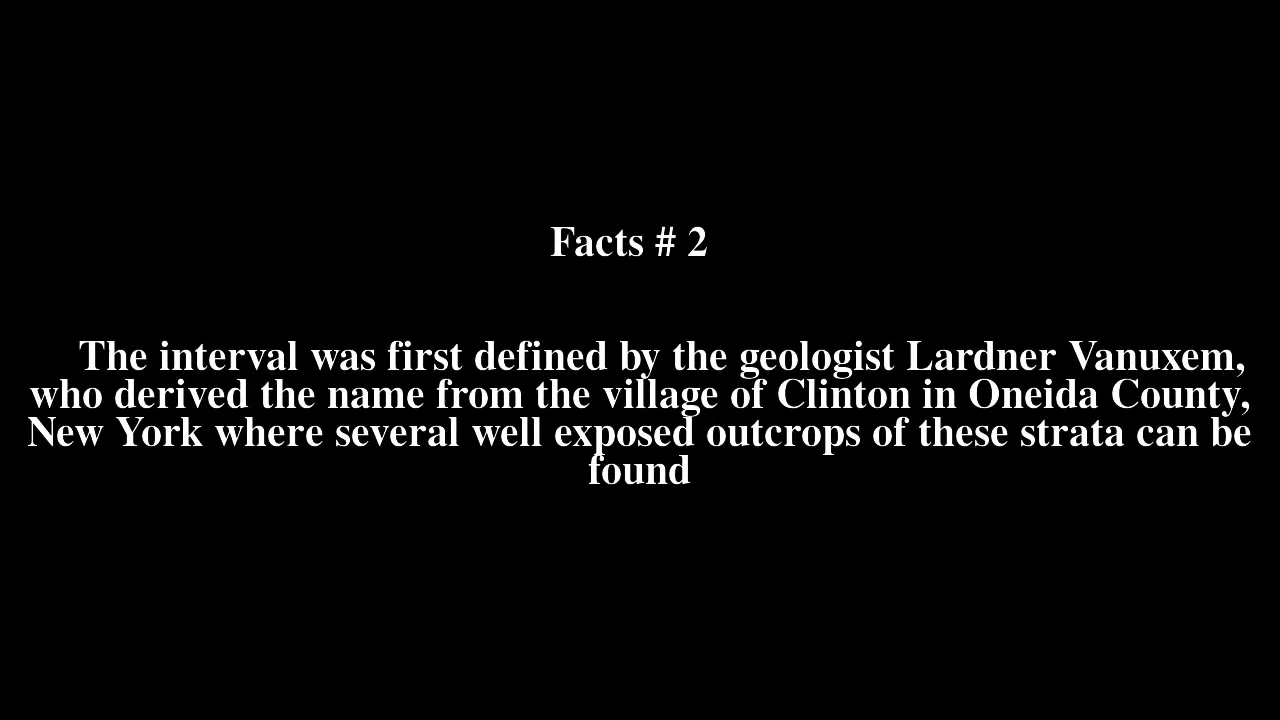 Facts # 2
The interval was first defined by the geologist Lardner Vanuxem,
who derived the name from the village of Clinton in Oneida County,
New York where several well exposed outcrops of these strata can be
found